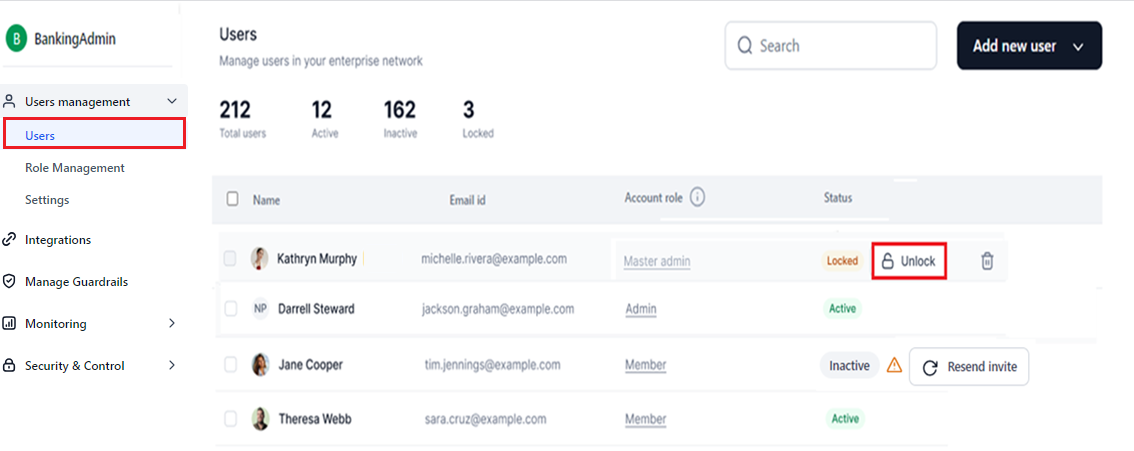 B BankingAdmin
Users management
Users
Role Management
Settings
Integrations
Manage Guardrails
Monitoring
Security & Control
Users
Manage users in your enterprise network
Search
Add new user
212 12 162 3
Total users Active Inactive Locked
Name Email id Account role Status
Kathryn Murphy michelle.rivera@example.com Master admin Locked Unlock
NP Darrell Steward jackson.graham@example.com Admin Active
Jane Cooper tim.jennings@example.com Member Inactive Resend invite
Theresa Webb sara.cruz@example.com Member Active